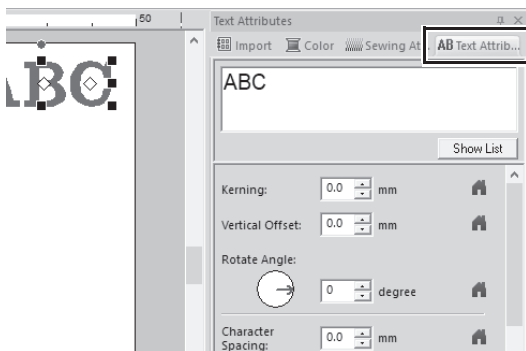 50
Text Attributes
Import Color Sewing At... AB Text Attrib...
ABC
ABC
Show List
Kerning: 0.0 mm
Vertical Offset: 0.0 mm
Rotate Angle:
0 degree
Character
Spacing: 0.0 mm